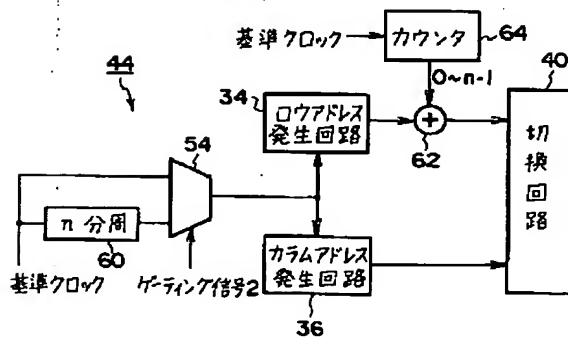 基準クロック
カウンタ
64
44
0~n-1
40
34
ロウアドレス
発生回路
+
62
切換回路
54
n 分周
60
カラムアドレス
発生回路
基準クロック
ゲーティング信号2
36